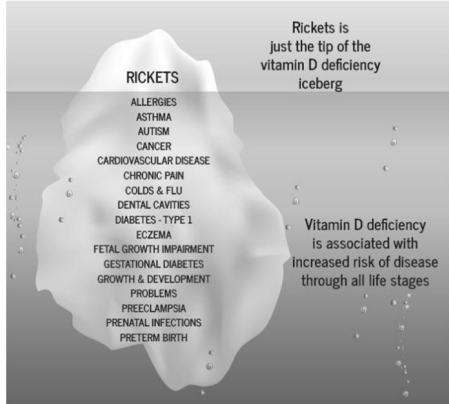 Rickets is
just the tip of the
vitamin D deficiency
iceberg
RICKETS
ALLERGIES
ASTHMA
AUTISM
CANCER
CARDIOVASCULAR DISEASE
CHRONIC PAIN
COLDS & FLU
DENTAL CAVITIES
DIABETES - TYPE 1
ECZEMA
FETAL GROWTH IMPAIRMENT
GESTATIONAL DIABETES
GROWTH & DEVELOPMENT
PROBLEMS
PREECLAMPSIA
PRENATAL INFECTIONS
PRETERM BIRTH
Vitamin D deficiency
is associated with
increased risk of disease
through all life stages